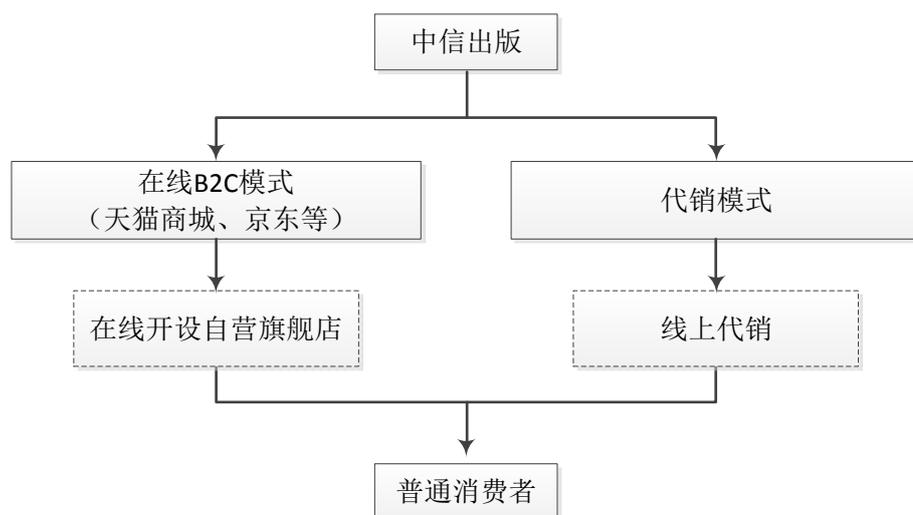 中信出版
在线B2C模式
（天猫商城、京东等）
代销模式
在线开设自营旗舰店
线上代销
普通消费者